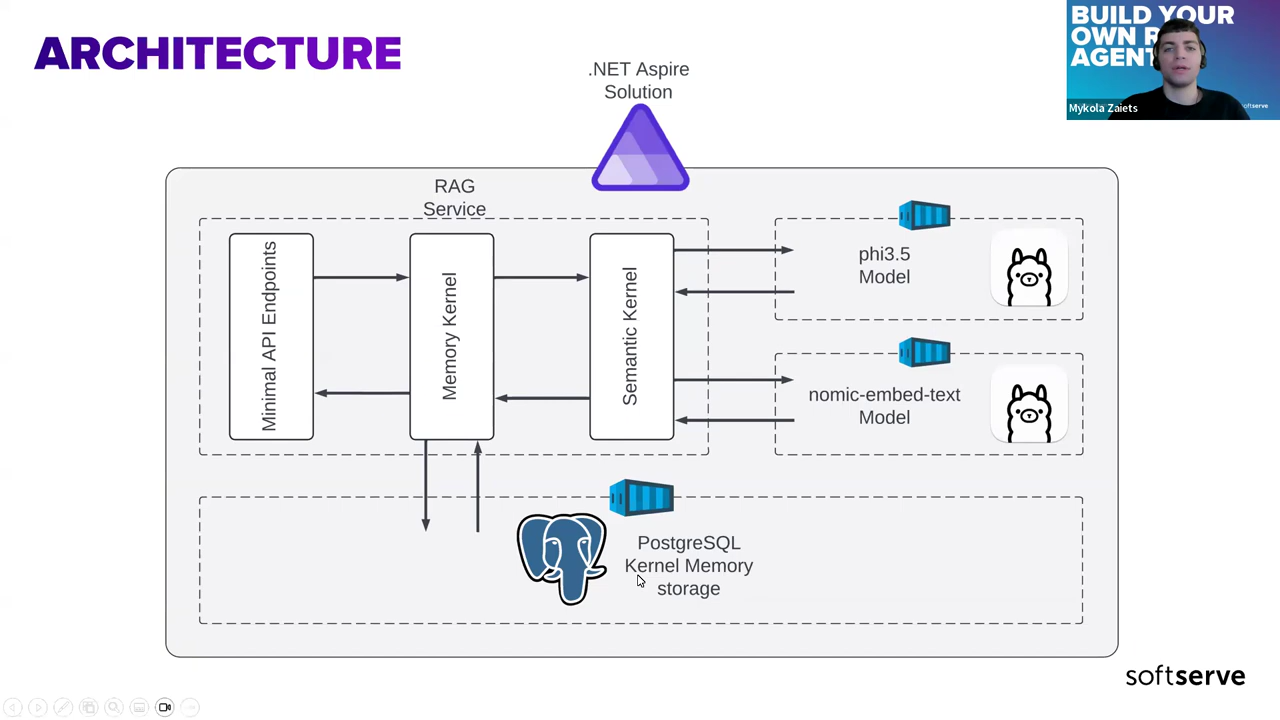 ARCHITECTURE
.NET Aspire
Solution
BUILD YOUR
OWN
AGENT
softserve
Mykola Zaiets
RAG
Service
Minimal API Endpoints
Memory Kernel
Semantic Kernel
phi3.5
Model
nomic-embed-text
Model
PostgreSQL
Kernel Memory
storage
softserve